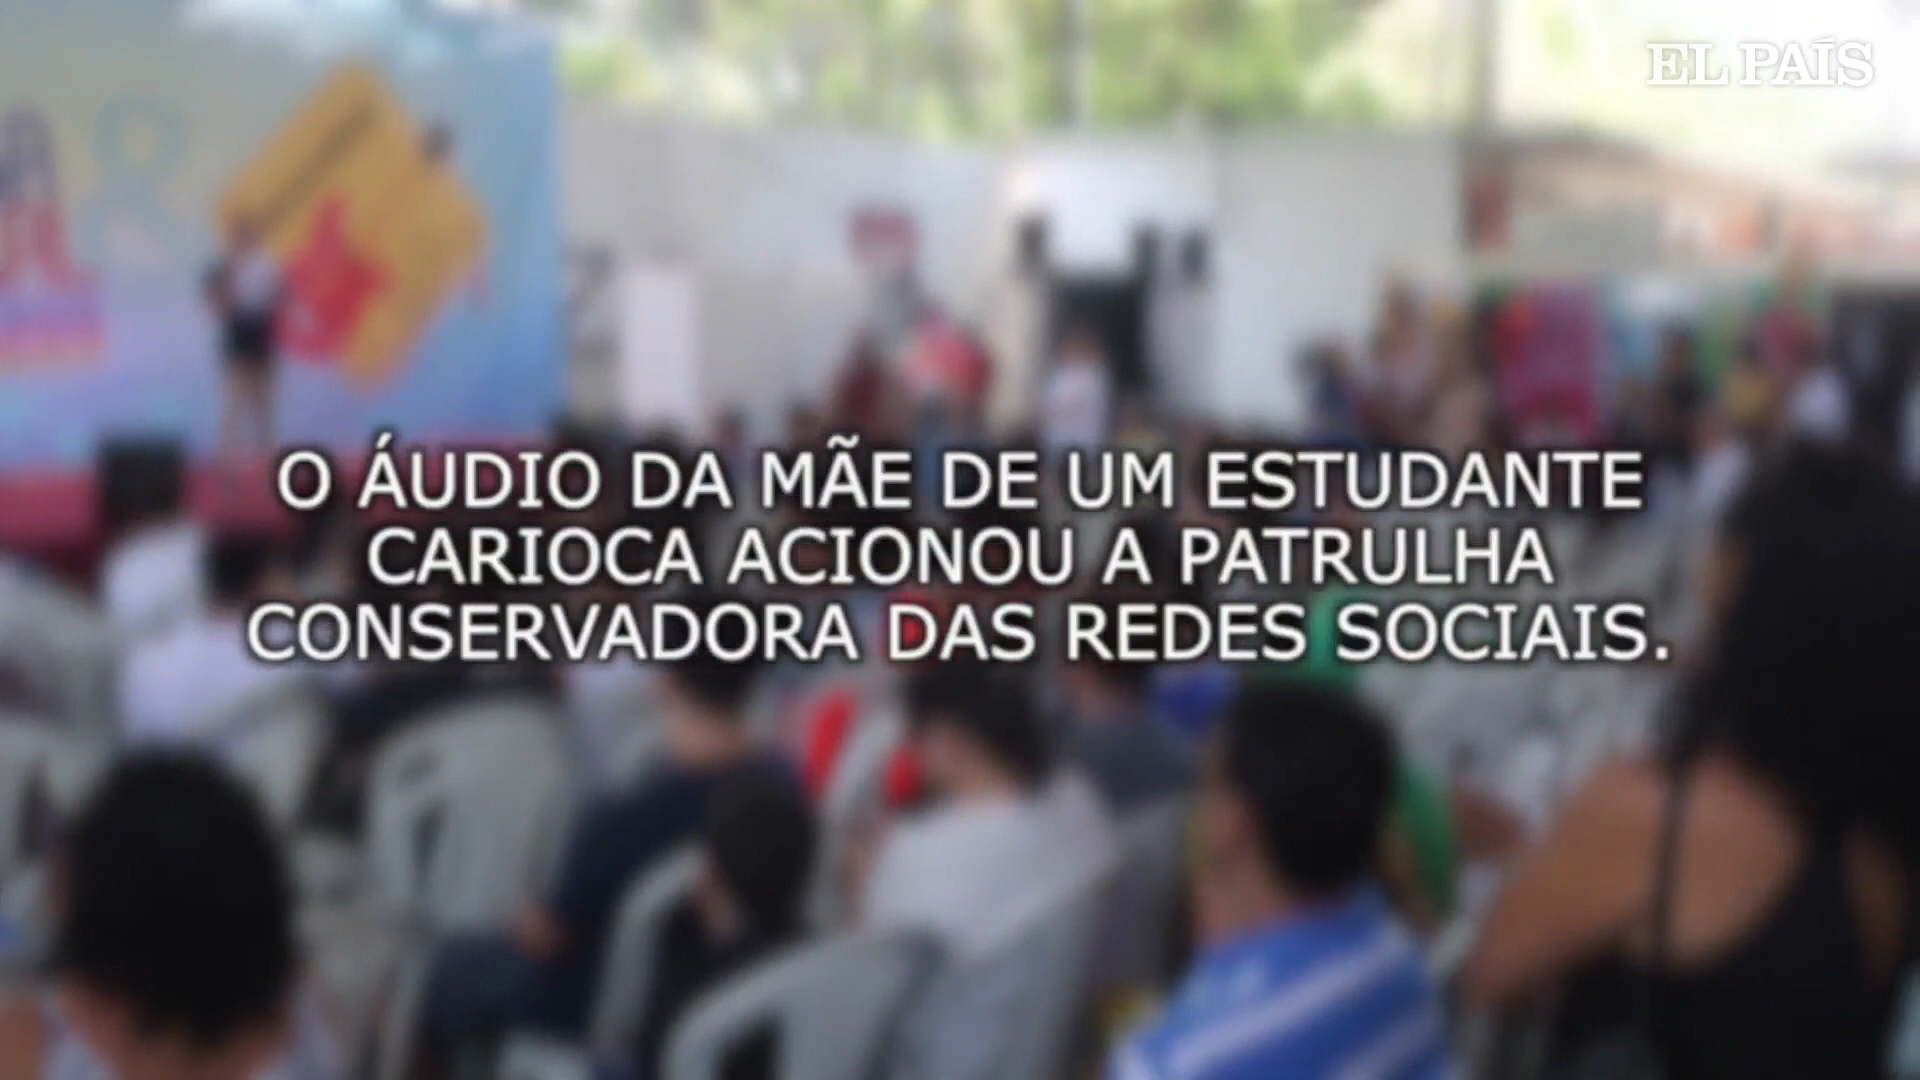 EL PAÍS
O ÁUDIO DA MÃE DE UM ESTUDANTE
CARIOCA ACIONOU A PATRULHA
CONSERVADORA DAS REDES SOCIAIS.